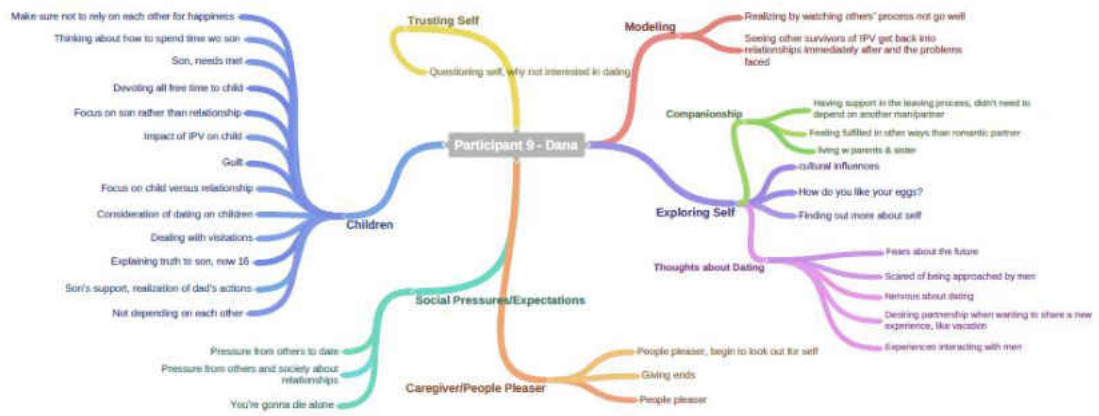 Participant 9 - Dana
Trusting Self
Questioning self, why not interested in dating
Modeling
Realizing by watching others' process not go well
Seeing other survivors of IPV get back into
relationships immediately after and the problems
faced
Exploring Self
Companionship
Having support in the leaving process, didn't need to
depend on another man/partner
Feeling fulfilled in other ways than romantic partner
living w parents & sister
cultural influences
How do you like your eggs?
Finding out more about self
Thoughts about Dating
Fears about the future
Scared of being approached by men
Nervous about dating
Desiring partnership when wanting to share a new
experience, like vacation
Experiences interacting with men
Caregiver/People Pleaser
People pleaser, begin to look out for self
Giving ends
People pleaser
Social Pressures/Expectations
Pressure from others to date
Pressure from others and society about
relationships
You're gonna die alone
Children
Make sure not to rely on each other for happiness
Thinking about how to spend time wo son
Son, needs met
Devoting all free time to child
Focus on son rather than relationship
Impact of IPV on child
Guilt
Focus on child versus relationship
Consideration of dating on children
Dealing with visitations
Explaining truth to son, now 16
Son's support, realization of dad's actions
Not depending on each other